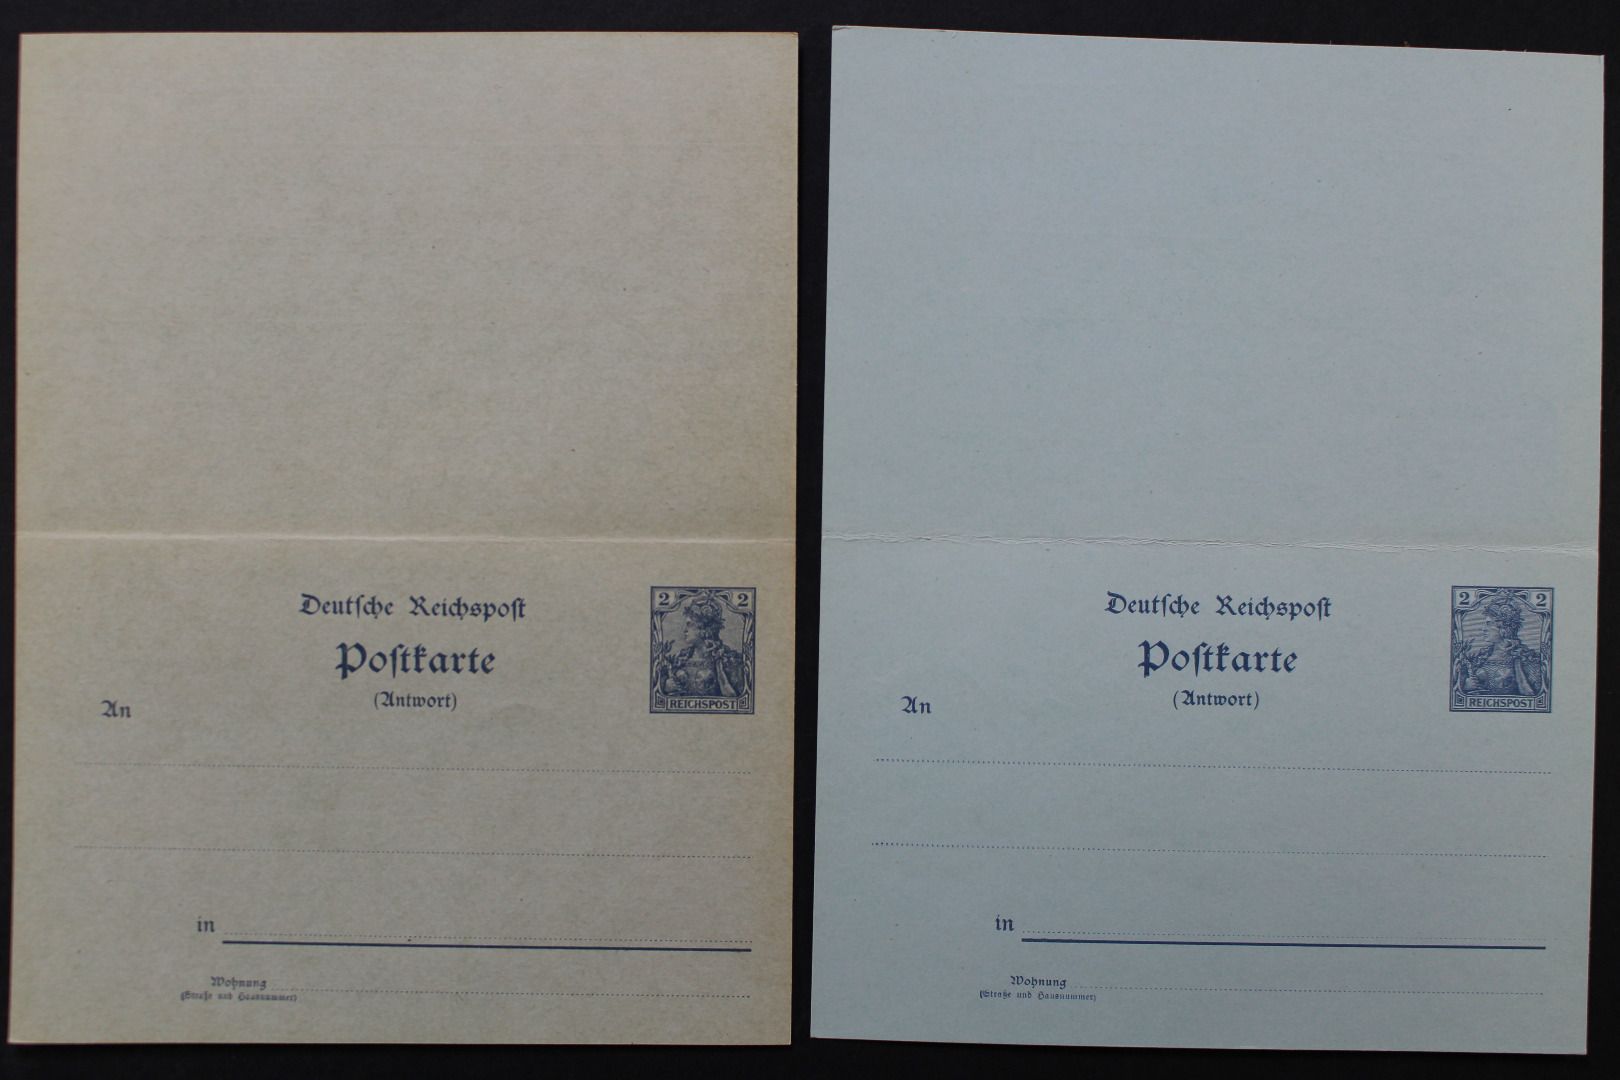 Deutsche Reichspost
Postkarte
(Antwort)
2 2
REICHSPOST
An
in
Wohnung
(Straße und Hausnummer)
Deutsche Reichspost
Postkarte
(Antwort)
2 2
REICHSPOST
An
in
Wohnung
(Straße und Hausnummer)